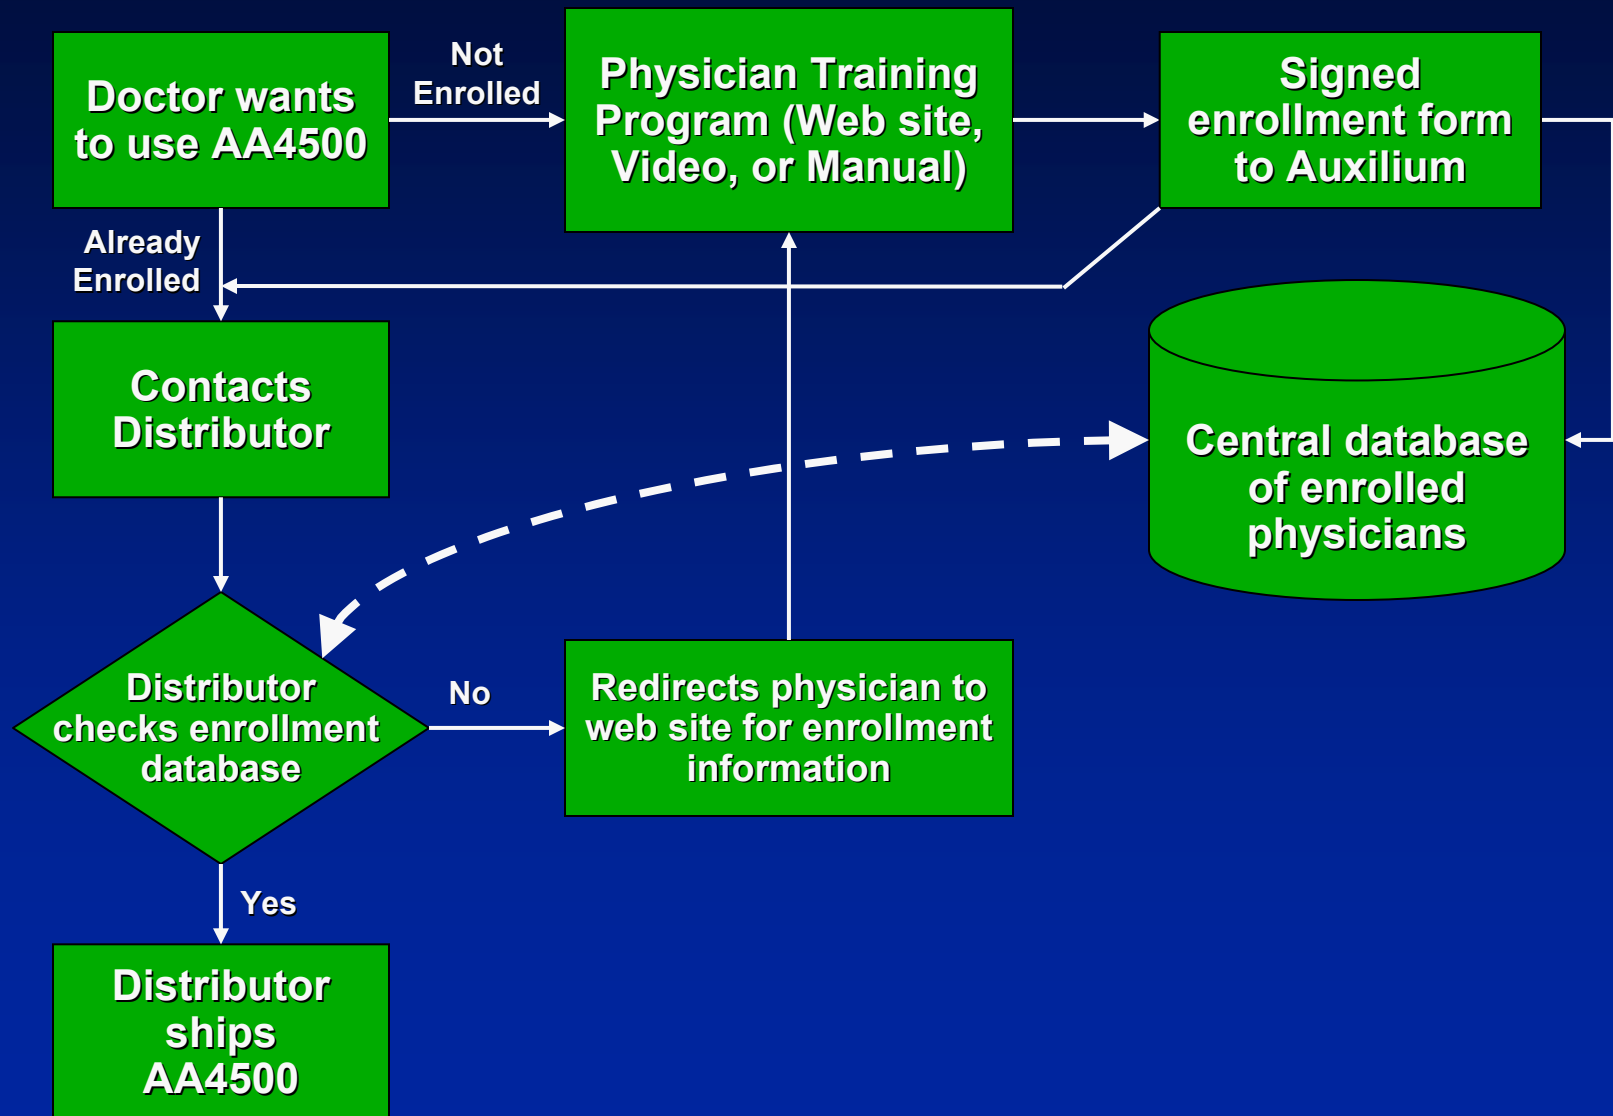 Doctor wants
to use AA4500
Not
Enrolled
Physician Training
Program (Web site,
Video, or Manual)
Signed
enrollment form
to Auxilium
Already
Enrolled
Contacts
Distributor
Central database
of enrolled
physicians
Distributor
checks enrollment
database
No
Redirects physician to
web site for enrollment
information
Yes
Distributor
ships
AA4500